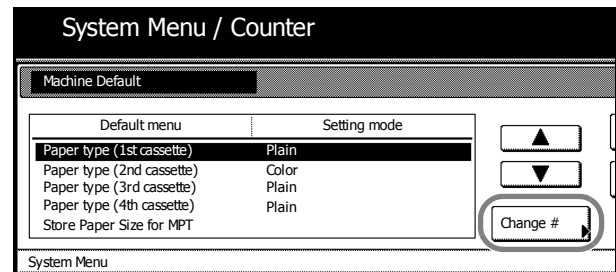 System Menu / Counter
Machine Default
Default menu Setting mode
Paper type (1st cassette) Plain
Paper type (2nd cassette) Color
Paper type (3rd cassette) Plain
Paper type (4th cassette) Plain
Store Paper Size for MPT
Change #
System Menu